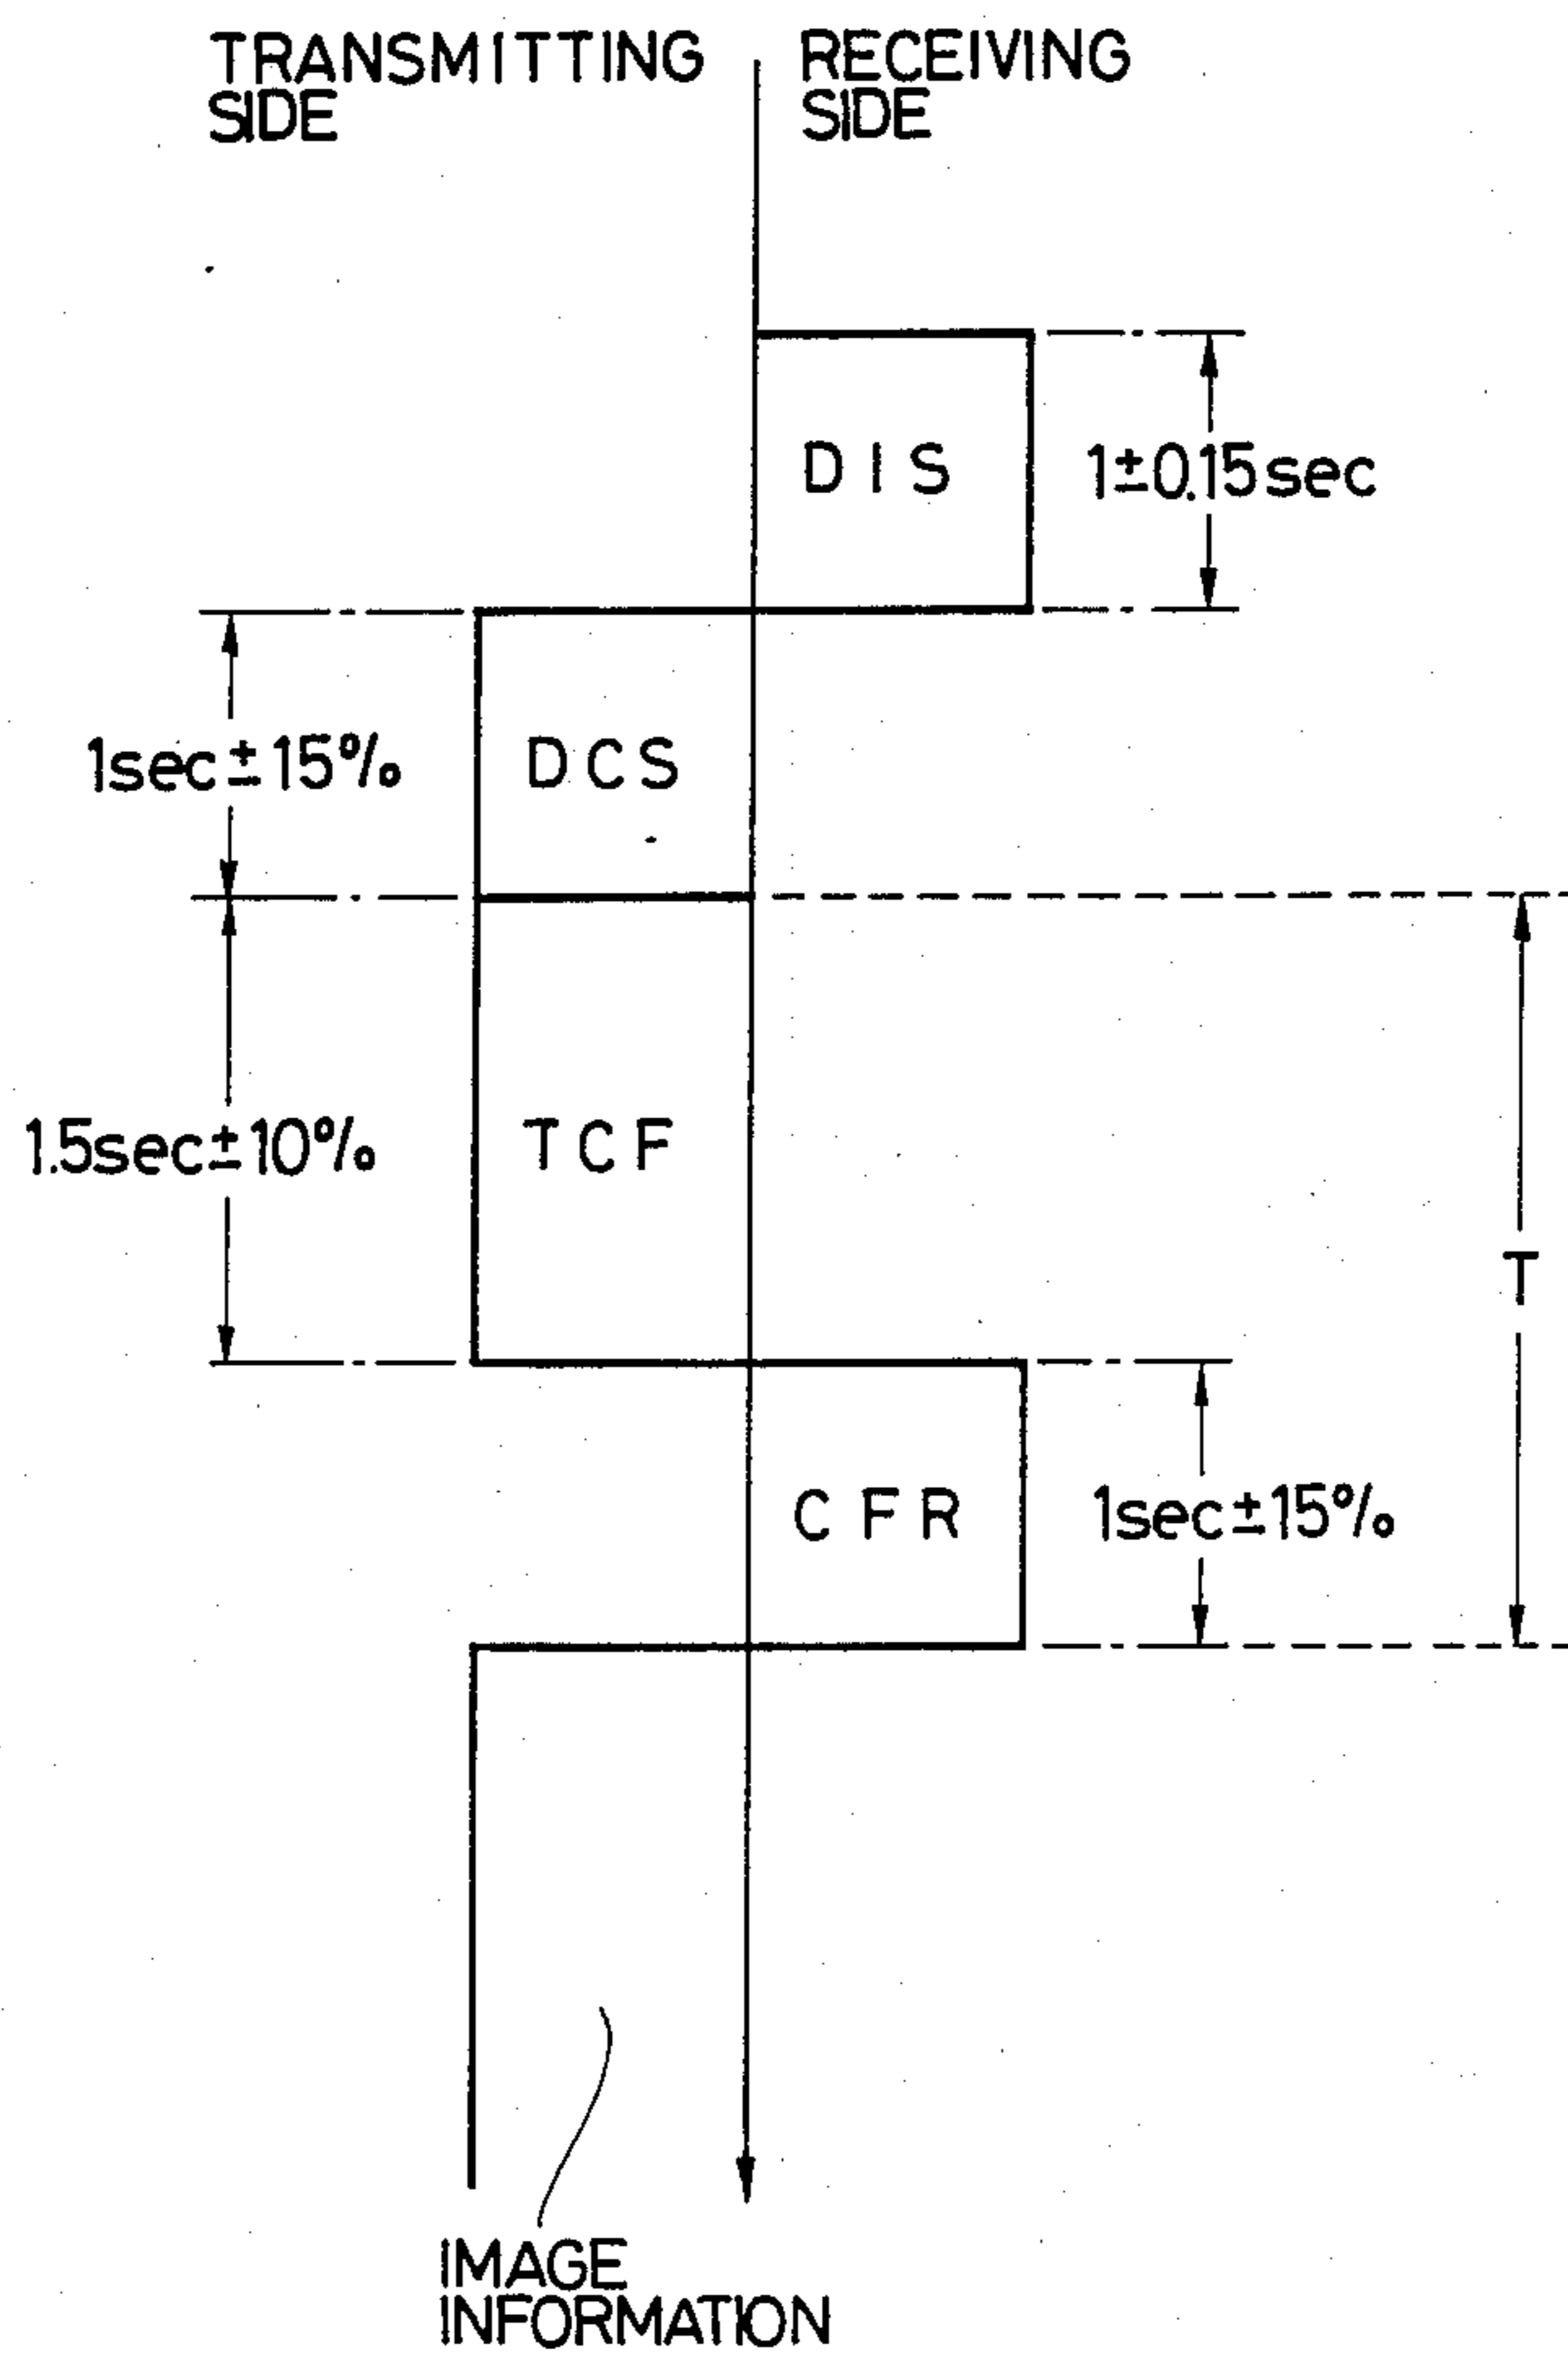 TRANSMITTING
SIDE
RECEIVING
SIDE
DIS
1±0.15sec
1sec±15%
DCS
1.5sec±10%
TCF
T
CFR
1sec±15%
IMAGE
INFORMATION